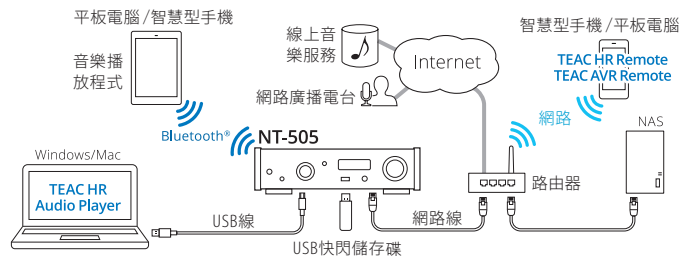 平板電腦/智慧型手機
音樂播
放程式
Bluetooth®
線上音
樂服務
網路廣播電台
Internet
智慧型手機/平板電腦
TEAC HR Remote
TEAC AVR Remote
網路
NAS
NT-505
Windows/Mac
TEAC HR
Audio Player
USB線
USB快閃儲存碟
網路線
路由器